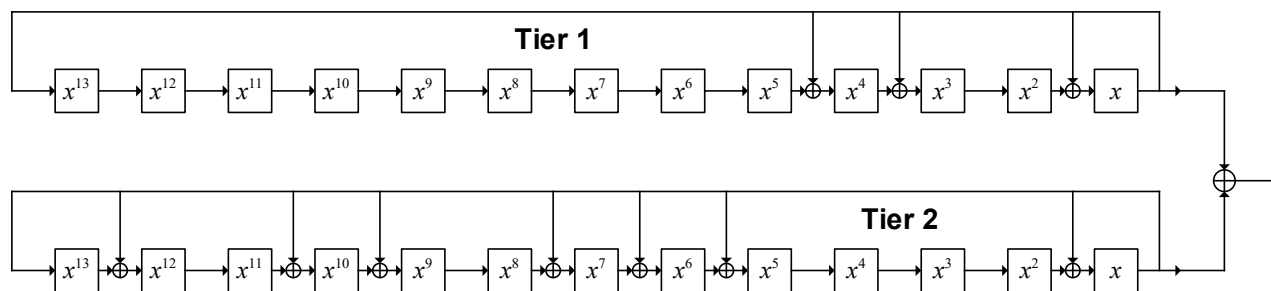 Tier 1
x¹³ x¹² x¹¹ x¹⁰ x⁹ x⁸ x⁷ x⁶ x⁵ x⁴ x³ x² x
Tier 2
x¹³ x¹² x¹¹ x¹⁰ x⁹ x⁸ x⁷ x⁶ x⁵ x⁴ x³ x² x